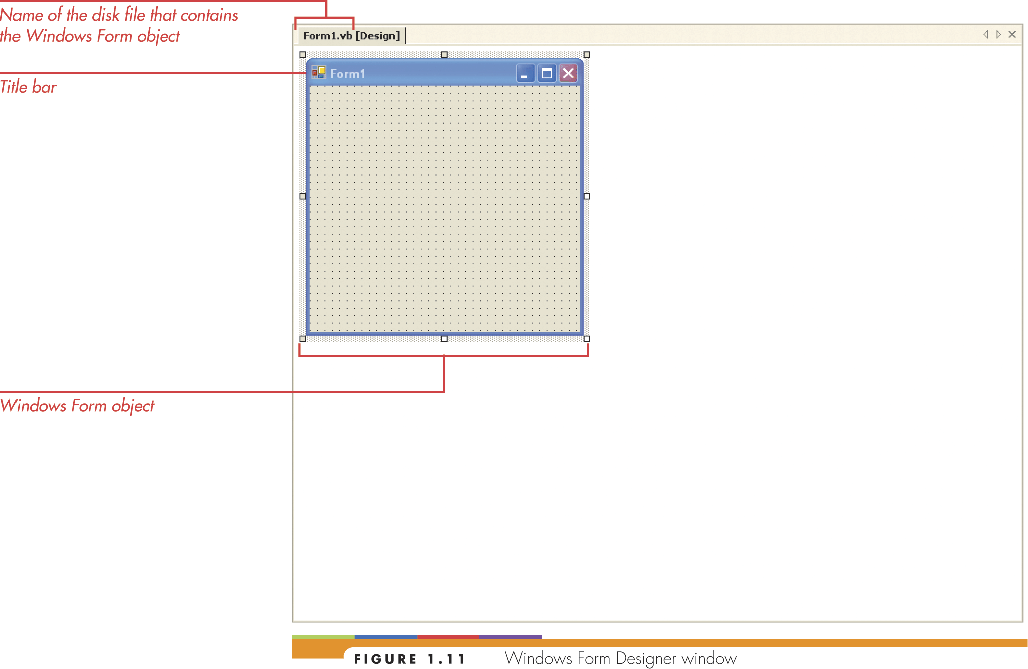 Name of the disk file that contains
the Windows Form object
Form1.vb [Design]
Title bar
Form1
Windows Form object
FIGURE 1.11 Windows Form Designer window